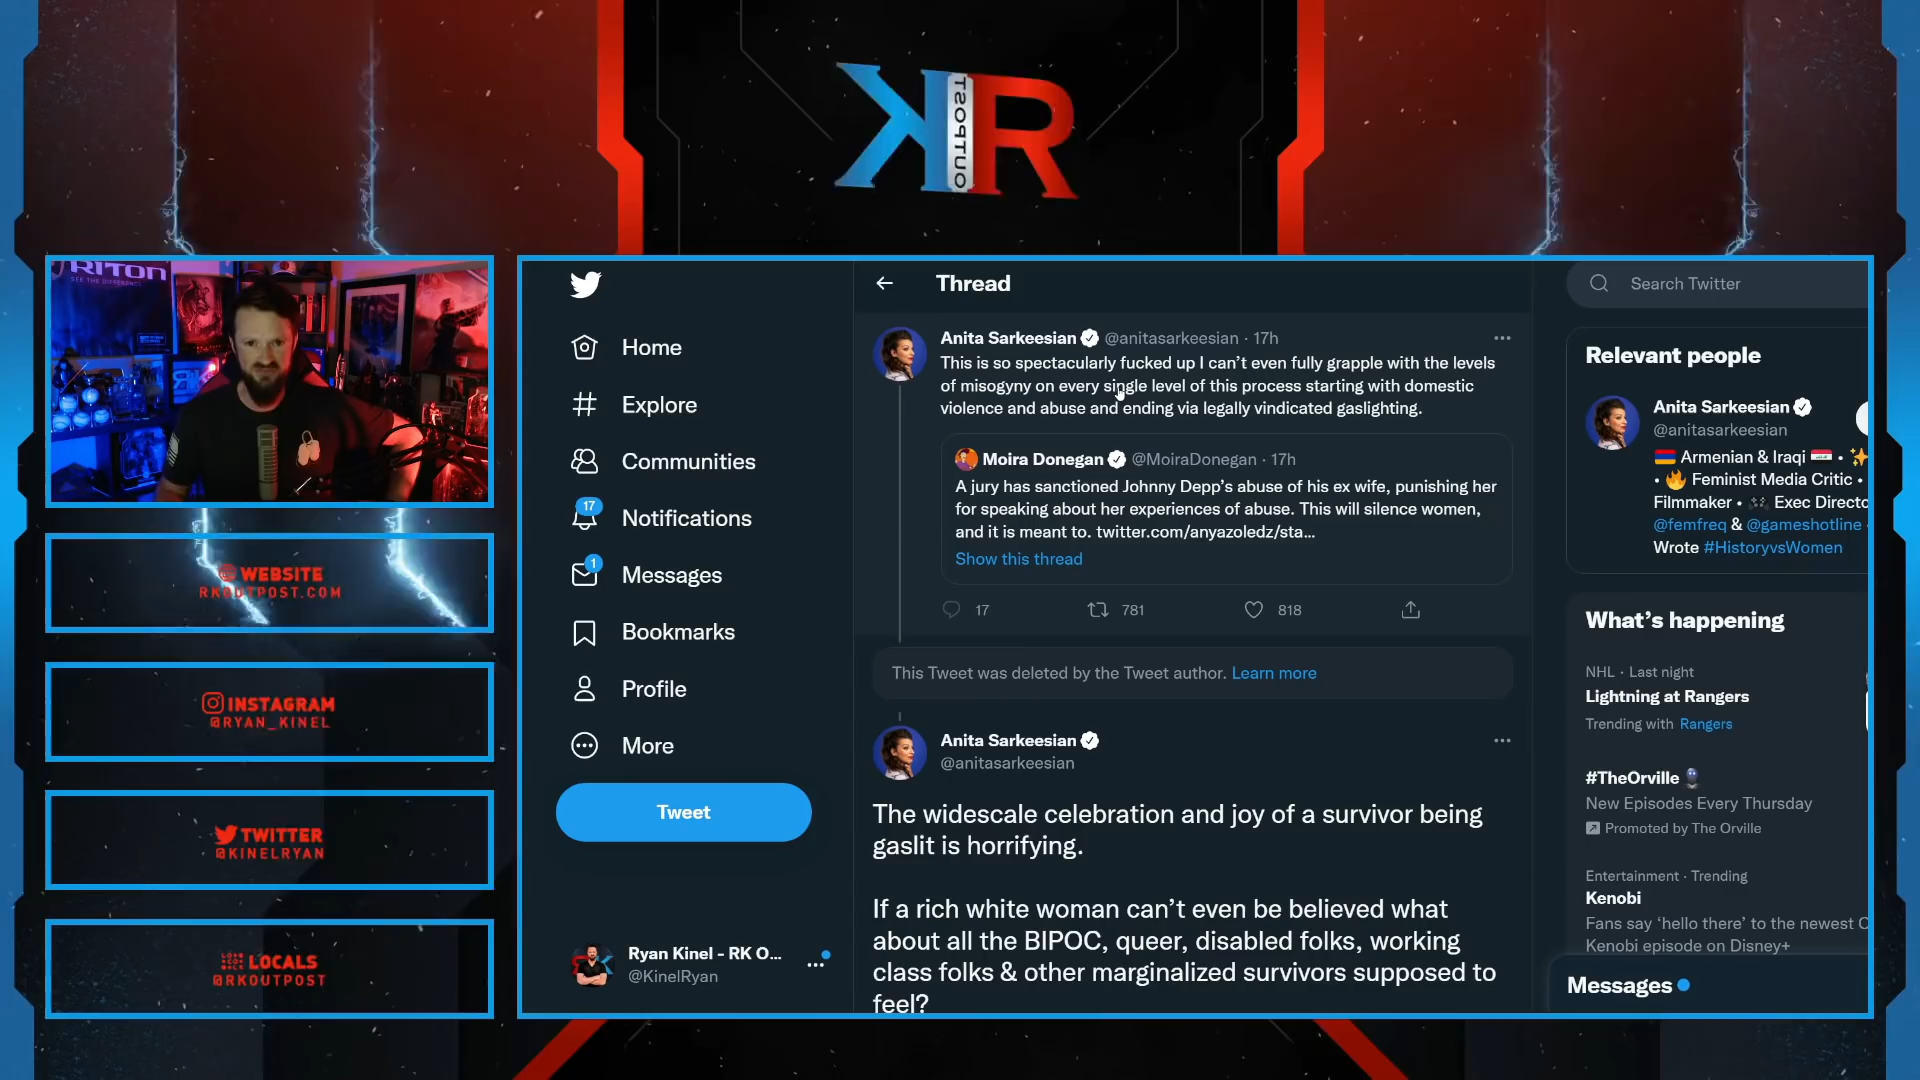 K OUTPOST R
RITON
SEE THE DIFFERENCE
WEBSITE
RKOUTPOST.COM
INSTAGRAM
@RYAN_KINEL
TWITTER
@KINELRYAN
LOCALS
@RKOUTPOST
Home
Explore
Communities
17
Notifications
1
Messages
Bookmarks
Profile
More
Tweet
Ryan Kinel - RK O...
@KinelRyan
Thread
Anita Sarkeesian @anitasarkeesian · 17h
This is so spectacularly fucked up I can't even fully grapple with the levels
of misogyny on every single level of this process starting with domestic
violence and abuse and ending via legally vindicated gaslighting.
Moira Donegan @MoiraDonegan · 17h
A jury has sanctioned Johnny Depp's abuse of his ex wife, punishing her
for speaking about her experiences of abuse. This will silence women,
and it is meant to. twitter.com/anyazoledz/sta...
Show this thread
17 781 818
This Tweet was deleted by the Tweet author. Learn more
Anita Sarkeesian
@anitasarkeesian
The widescale celebration and joy of a survivor being
gaslit is horrifying.
If a rich white woman can't even be believed what
about all the BIPOC, queer, disabled folks, working
class folks & other marginalized survivors supposed to
feel?
Search Twitter
Relevant people
Anita Sarkeesian
@anitasarkeesian
Armenian & Iraqi •
• Feminist Media Critic •
Filmmaker • Exec Directo
@femfreq & @gameshotline
Wrote #HistoryvsWomen
What's happening
NHL · Last night
Lightning at Rangers
Trending with Rangers
#TheOrville
New Episodes Every Thursday
Promoted by The Orville
Entertainment · Trending
Kenobi
Fans say 'hello there' to the newest
Kenobi episode on Disney+
Messages